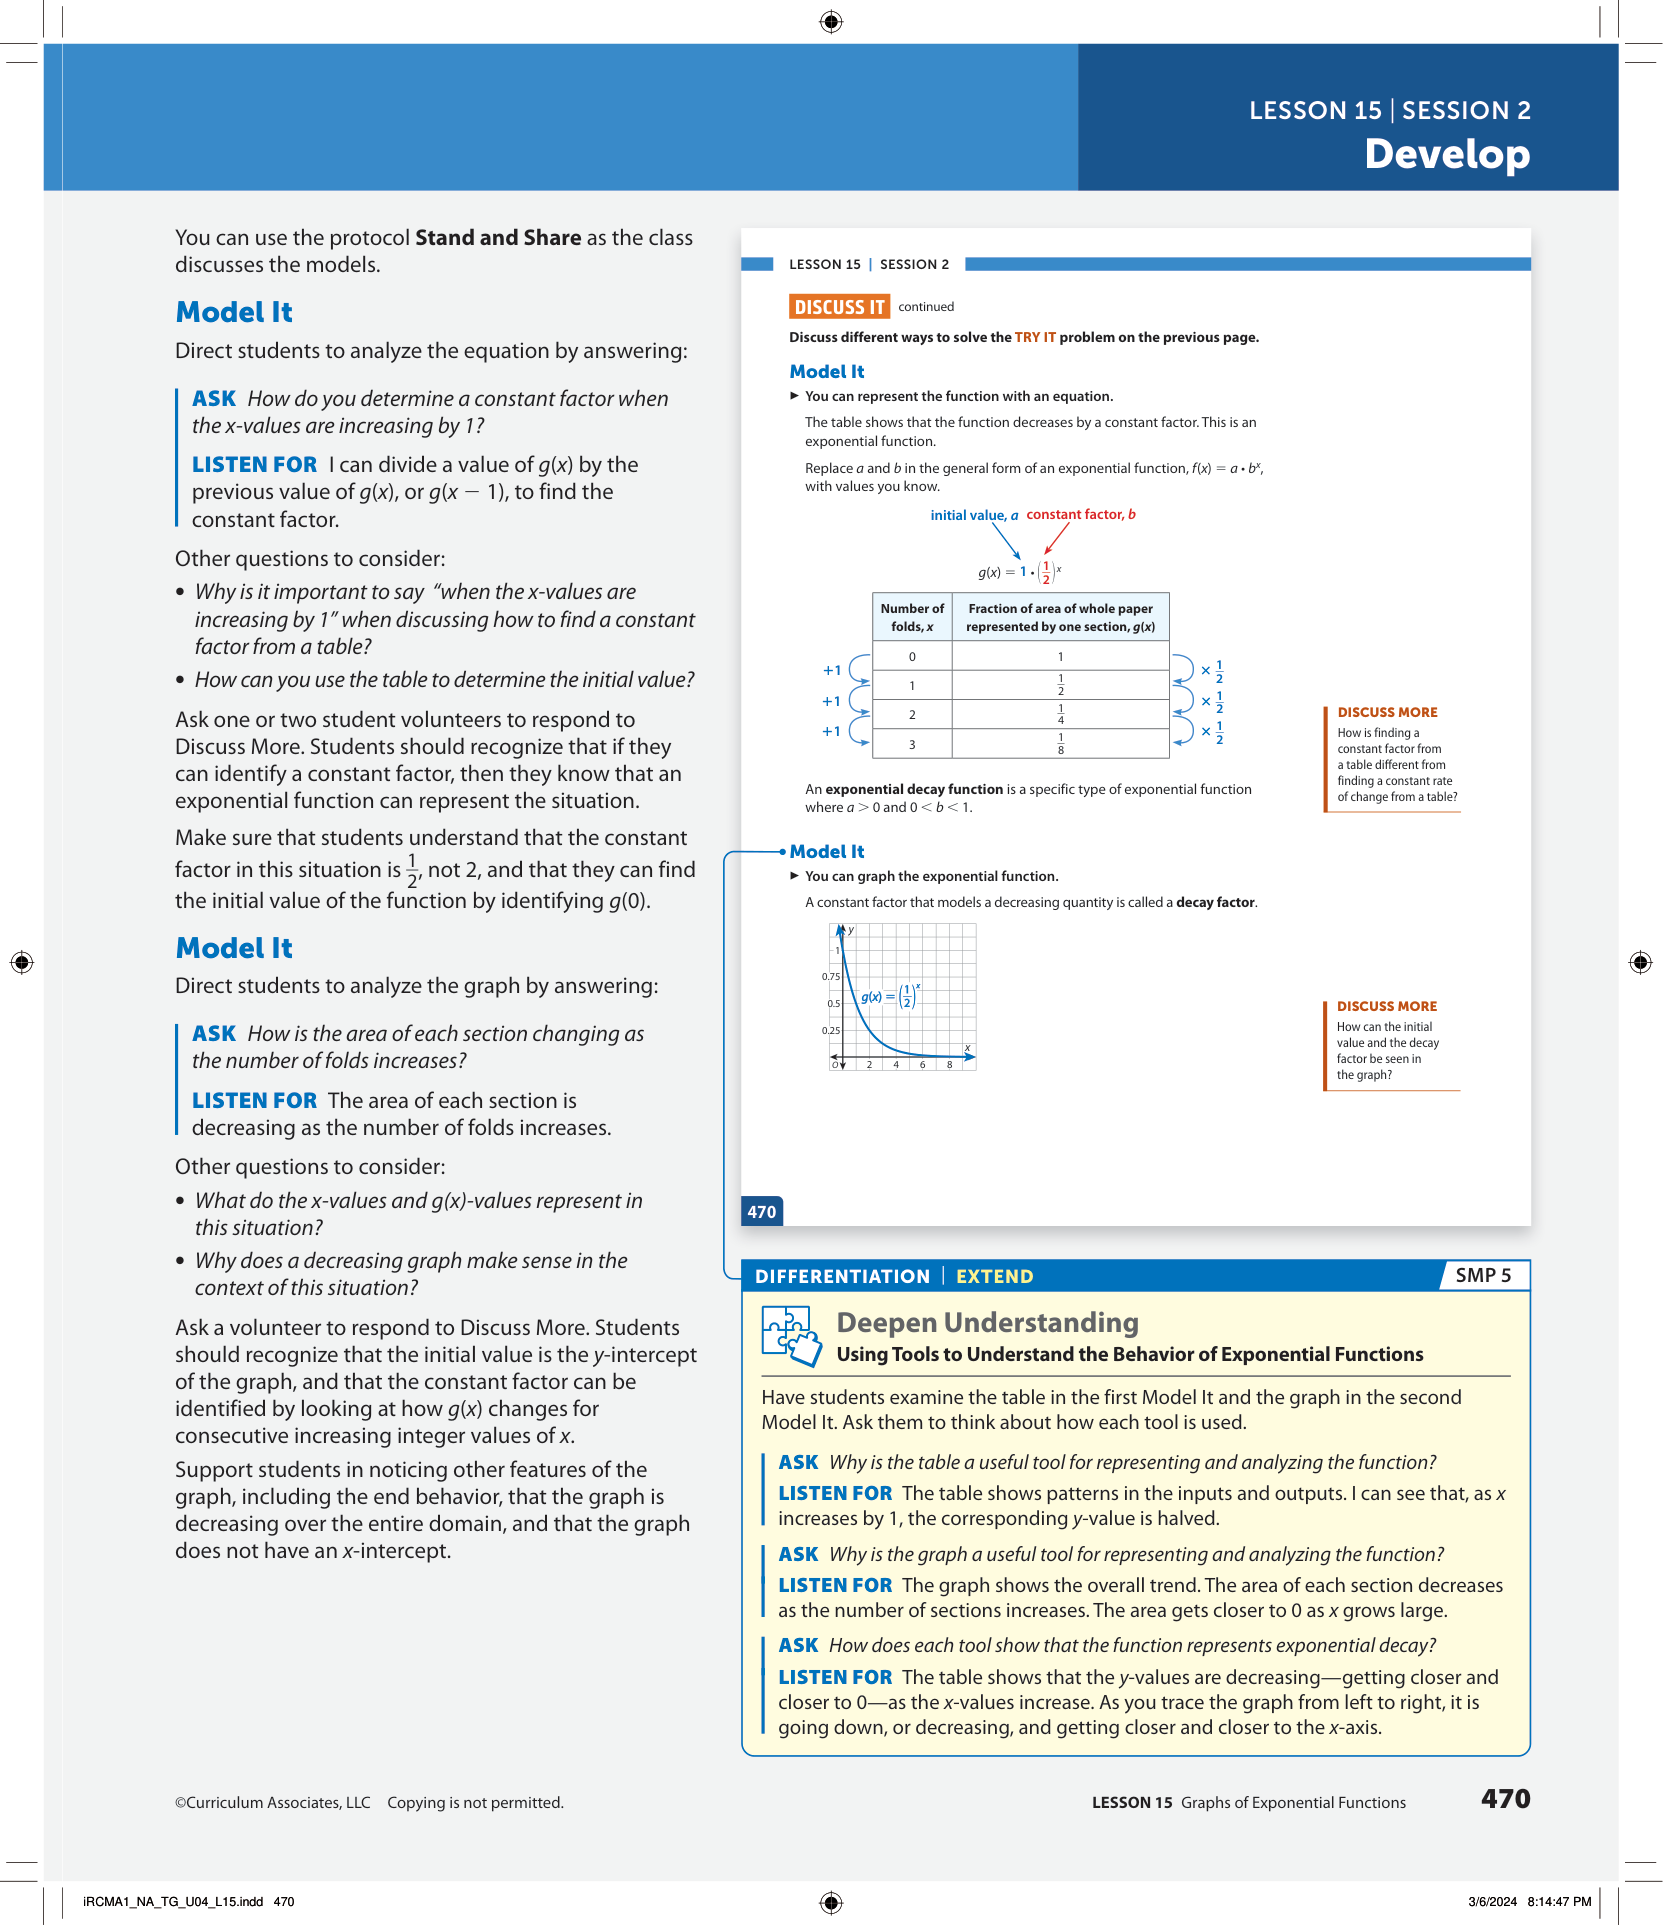 LESSON 15 | SESSION 2
Develop
You can use the protocol Stand and Share as the class
discusses the models.
Model It
Direct students to analyze the equation by answering:
ASK How do you determine a constant factor when
the x-values are increasing by 1?
LISTEN FOR I can divide a value of g(x) by the
previous value of g(x), or g(x − 1), to find the
constant factor.
Other questions to consider:
• Why is it important to say “when the x-values are
increasing by 1” when discussing how to find a constant
factor from a table?
• How can you use the table to determine the initial value?
Ask one or two student volunteers to respond to
Discuss More. Students should recognize that if they
can identify a constant factor, then they know that an
exponential function can represent the situation.
Make sure that students understand that the constant
factor in this situation is 1/2, not 2, and that they can find
the initial value of the function by identifying g(0).
Model It
Direct students to analyze the graph by answering:
ASK How is the area of each section changing as
the number of folds increases?
LISTEN FOR The area of each section is
decreasing as the number of folds increases.
Other questions to consider:
• What do the x-values and g(x)-values represent in
this situation?
• Why does a decreasing graph make sense in the
context of this situation?
Ask a volunteer to respond to Discuss More. Students
should recognize that the initial value is the y-intercept
of the graph, and that the constant factor can be
identified by looking at how g(x) changes for
consecutive increasing integer values of x.
Support students in noticing other features of the
graph, including the end behavior, that the graph is
decreasing over the entire domain, and that the graph
does not have an x-intercept.
LESSON 15 | SESSION 2
DISCUSS IT continued
Discuss different ways to solve the TRY IT problem on the previous page.
Model It
▶ You can represent the function with an equation.
The table shows that the function decreases by a constant factor. This is an
exponential function.
Replace a and b in the general form of an exponential function, f(x) = a • bˣ,
with values you know.
initial value, a constant factor, b
g(x) = 1 • (1/2)ˣ
Number of
folds, x
Fraction of area of whole paper
represented by one section, g(x)
0 1
1 1/2
2 1/4
3 1/8
+1
+1
+1
× 1/2
× 1/2
× 1/2
DISCUSS MORE
How is finding a
constant factor from
a table different from
finding a constant rate
of change from a table?
An exponential decay function is a specific type of exponential function
where a > 0 and 0 < b < 1.
Model It
▶ You can graph the exponential function.
A constant factor that models a decreasing quantity is called a decay factor.
y
1
0.75
0.5
0.25
g(x) = (1/2)ˣ
x
O 2 4 6 8
DISCUSS MORE
How can the initial
value and the decay
factor be seen in
the graph?
470
DIFFERENTIATION | EXTEND
SMP 5
Deepen Understanding
Using Tools to Understand the Behavior of Exponential Functions
Have students examine the table in the first Model It and the graph in the second
Model It. Ask them to think about how each tool is used.
ASK Why is the table a useful tool for representing and analyzing the function?
LISTEN FOR The table shows patterns in the inputs and outputs. I can see that, as x
increases by 1, the corresponding y-value is halved.
ASK Why is the graph a useful tool for representing and analyzing the function?
LISTEN FOR The graph shows the overall trend. The area of each section decreases
as the number of sections increases. The area gets closer to 0 as x grows large.
ASK How does each tool show that the function represents exponential decay?
LISTEN FOR The table shows that the y-values are decreasing—getting closer and
closer to 0—as the x-values increase. As you trace the graph from left to right, it is
going down, or decreasing, and getting closer and closer to the x-axis.
©Curriculum Associates, LLC Copying is not permitted.
LESSON 15 Graphs of Exponential Functions 470
iRCMA1_NA_TG_U04_L15.indd 470
3/6/2024 8:14:47 PM